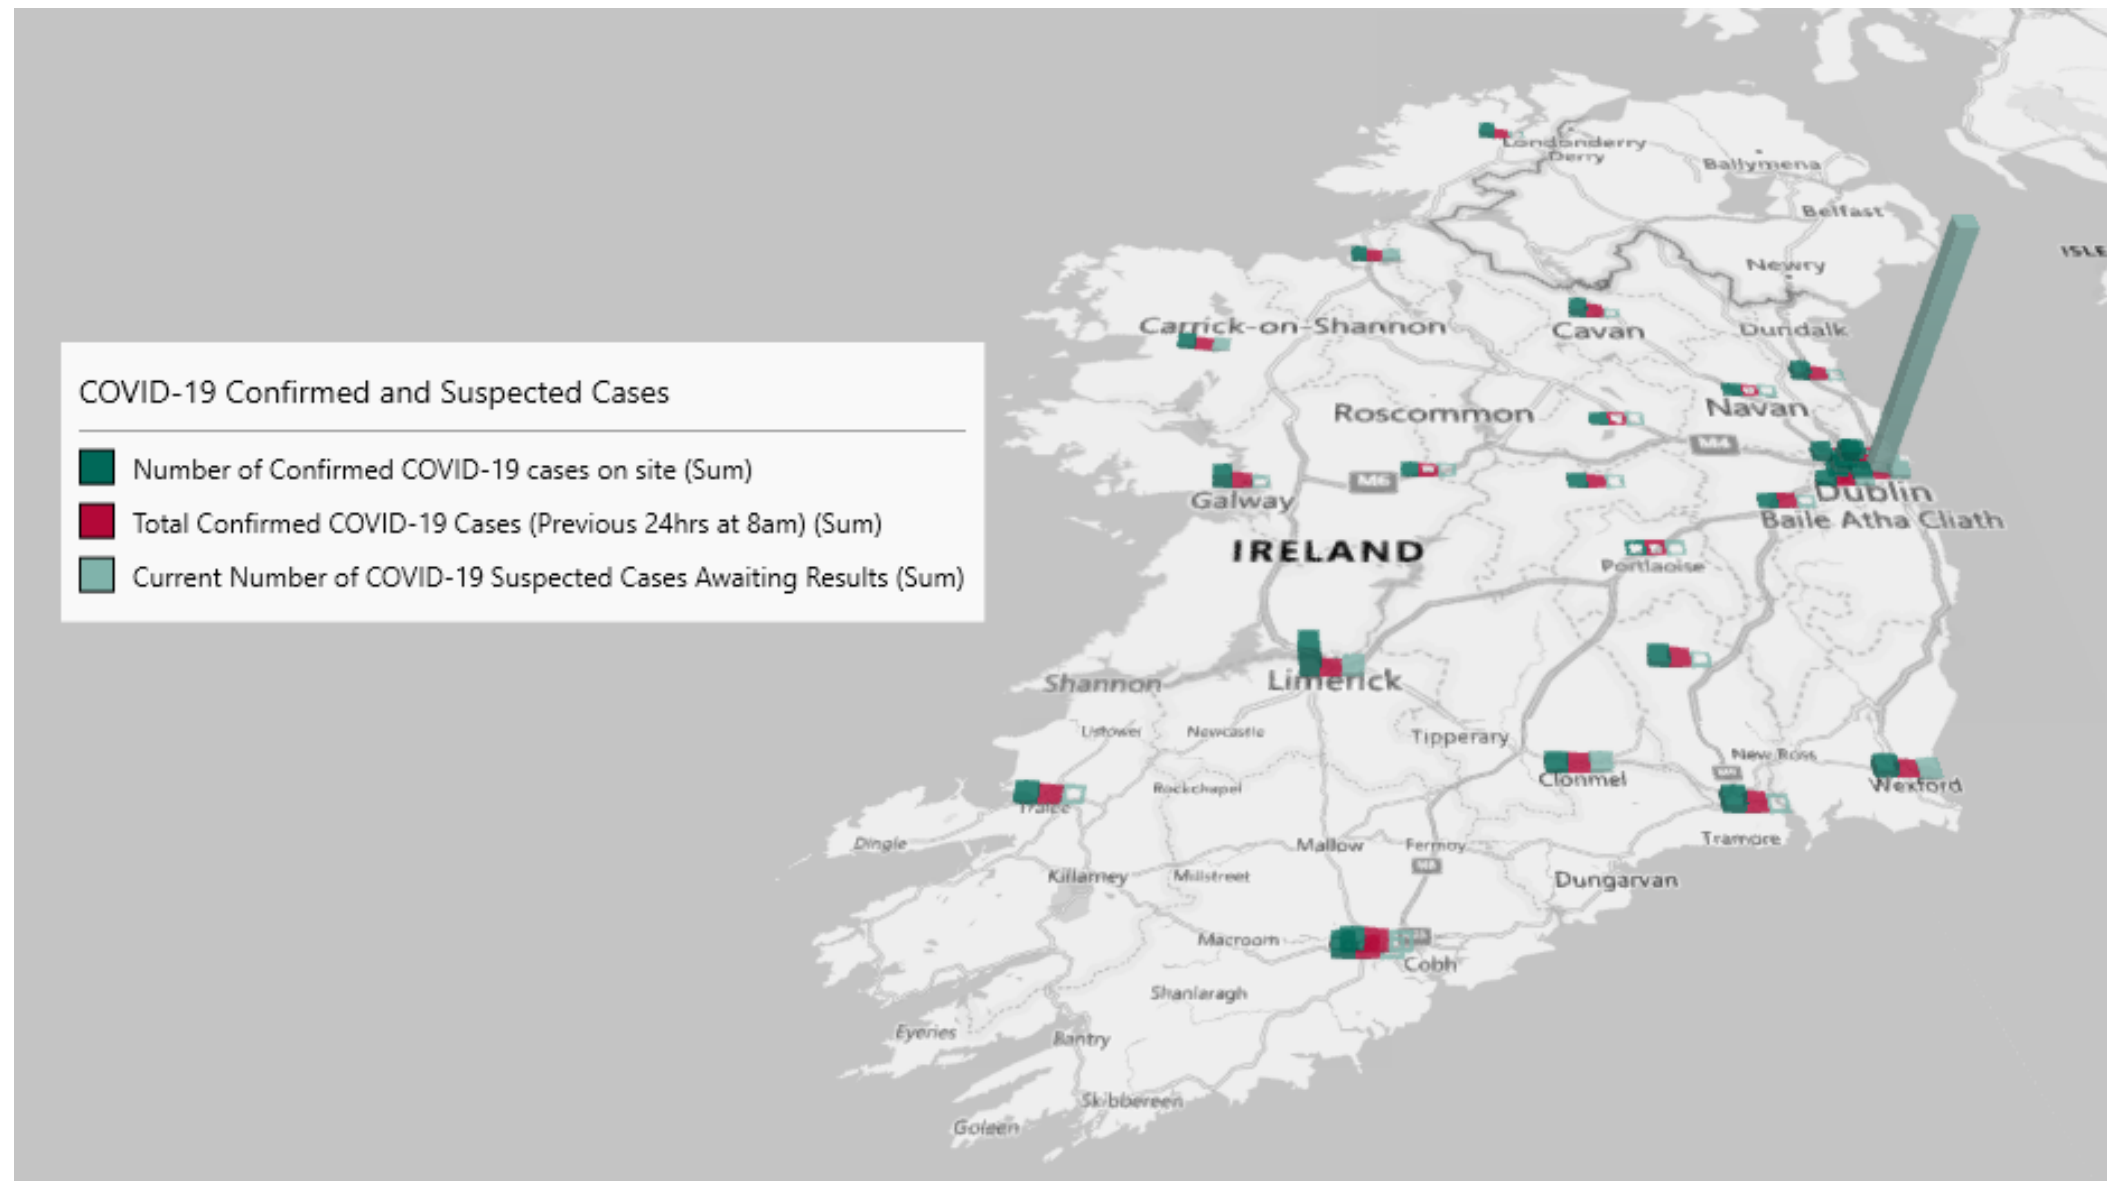 COVID-19 Confirmed and Suspected Cases
Number of Confirmed COVID-19 cases on site (Sum)
Total Confirmed COVID-19 Cases (Previous 24hrs at 8am) (Sum)
Current Number of COVID-19 Suspected Cases Awaiting Results (Sum)
Londonderry
Derry
Ballymena
Belfast
ISLE
Newry
Carrick-on-Shannon
Cavan
Dundalk
Roscommon
Navan
M4
M6
Galway
Dublin
Baile Atha Cliath
IRELAND
Portlaoise
Limerick
Shannon
Listowel
Newcastle
Tipperary
New Ross
Clonmel
Wexford
Rockchapel
Tralee
Tramore
Dingle
Mallow
Fermoy
M8
Killarney
Millstreet
Dungarvan
Macroom
Cobh
Shanlaragh
Eyeries
Bantry
Skibbereen
Goleen